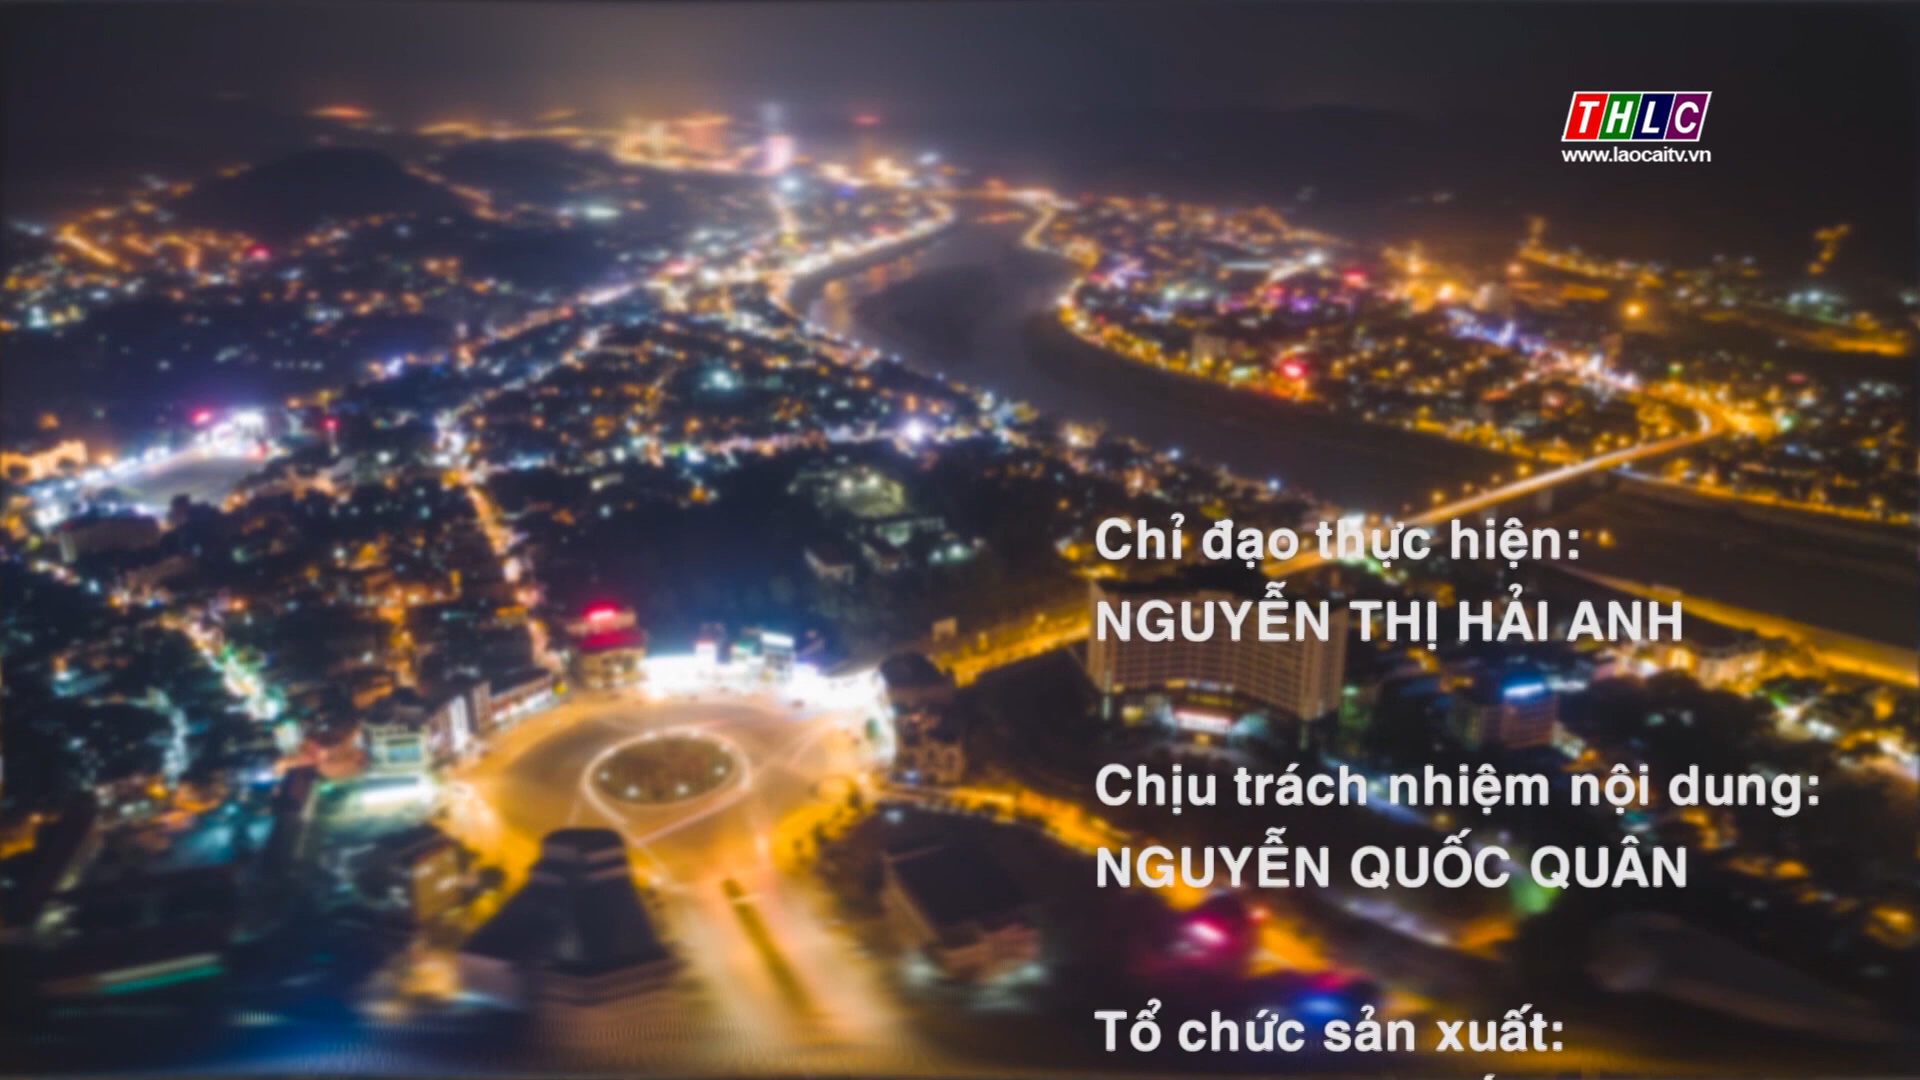 THLC
www.laocaitv.vn
Chỉ đạo thực hiện:
NGUYỄN THỊ HẢI ANH
Chịu trách nhiệm nội dung:
NGUYỄN QUỐC QUÂN
Tổ chức sản xuất: